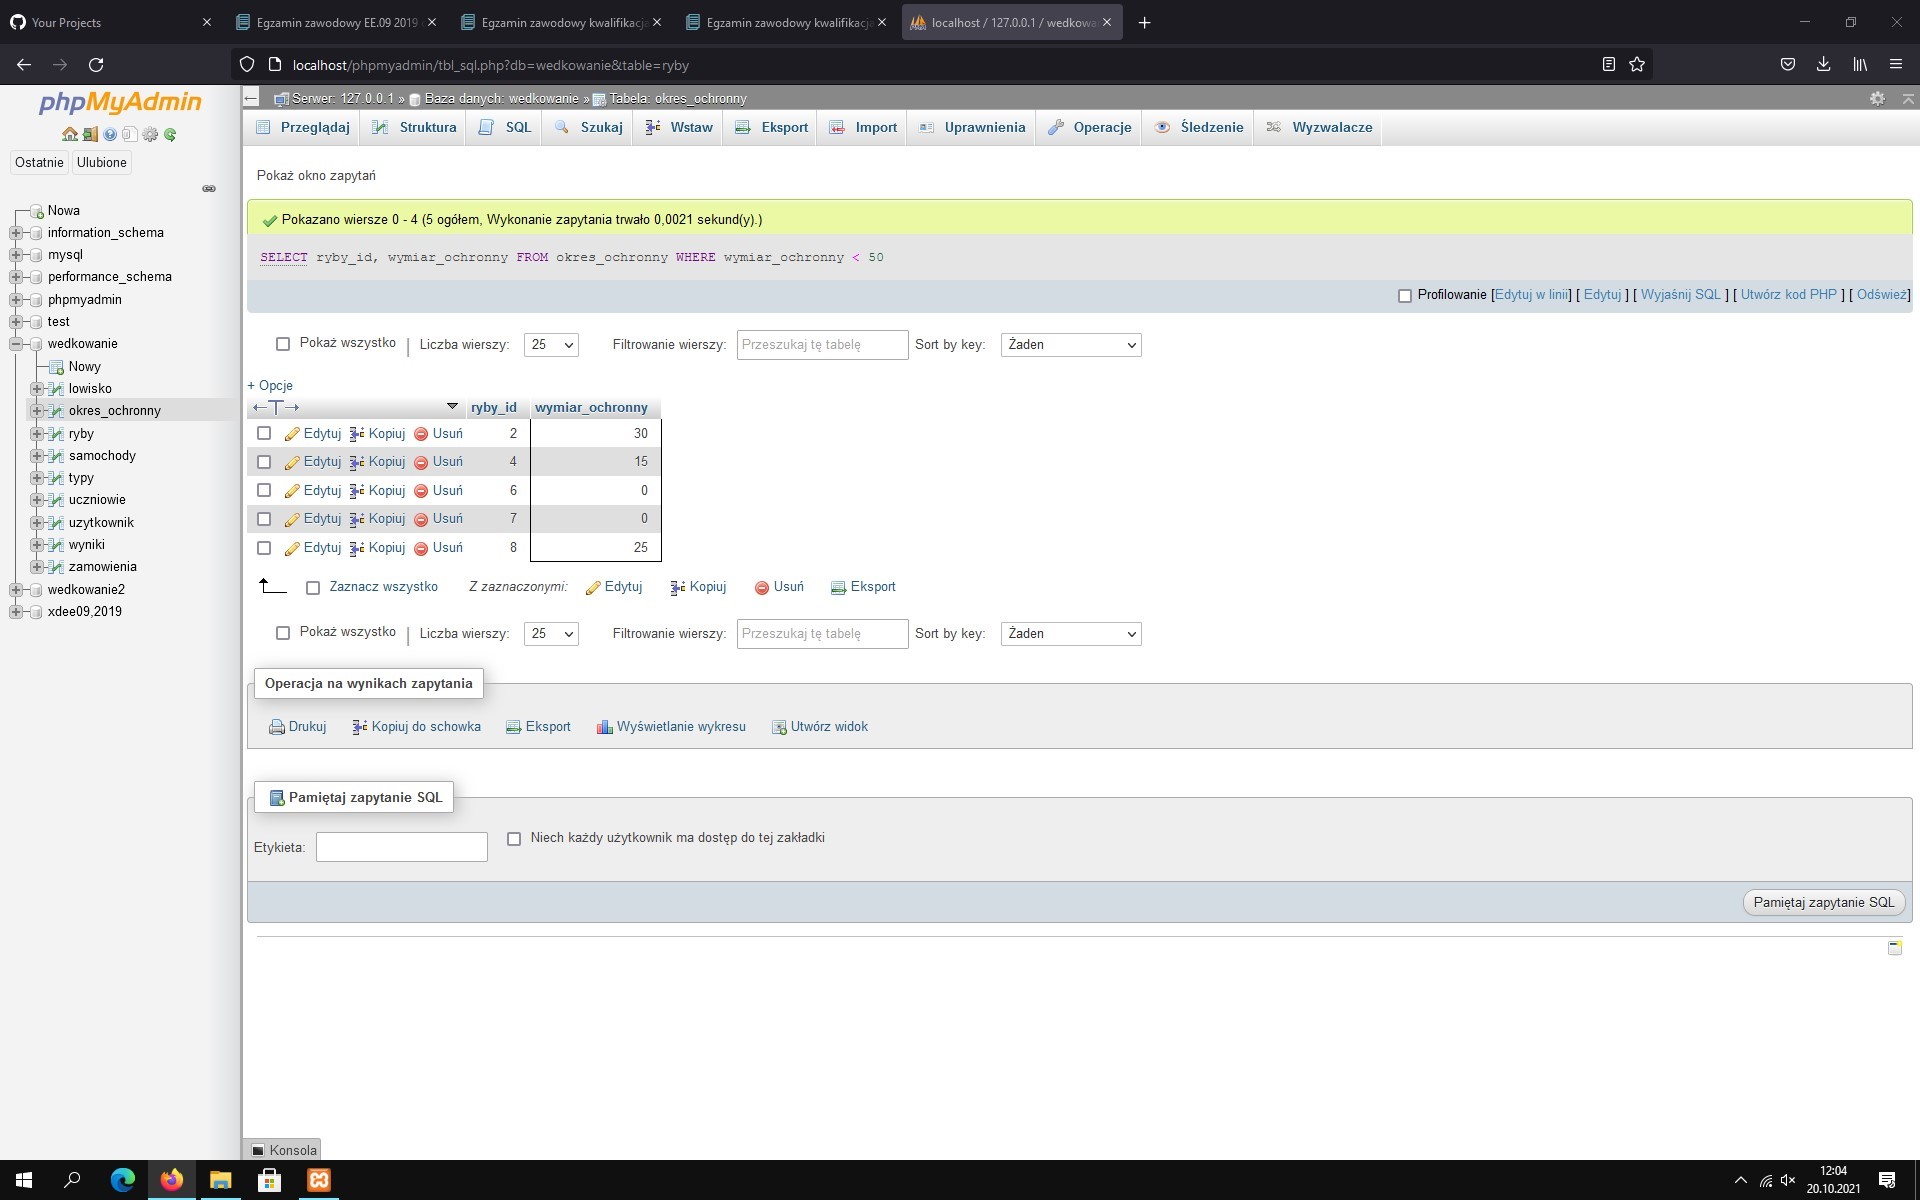 Your Projects
Egzamin zawodowy EE.09 2019
Egzamin zawodowy kwalifikacja
Egzamin zawodowy kwalifikacja
localhost / 127.0.0.1 / wedkowa
localhost/phpmyadmin/tbl_sql.php?db=wedkowanie&table=ryby
phpMyAdmin
Ostatnie
Ulubione
Nowa
information_schema
mysql
performance_schema
phpmyadmin
test
wedkowanie
Nowy
lowisko
okres_ochronny
ryby
samochody
typy
uczniowie
uzytkownik
wyniki
zamowienia
wedkowanie2
xdee09,2019
Serwer: 127.0.0.1 » Baza danych: wedkowanie » Tabela: okres_ochronny
Przeglądaj Struktura SQL Szukaj Wstaw Eksport Import Uprawnienia Operacje Śledzenie Wyzwalacze
Pokaż okno zapytań
Pokazano wiersze 0 - 4 (5 ogółem, Wykonanie zapytania trwało 0,0021 sekund(y).)
SELECT ryby_id, wymiar_ochronny FROM okres_ochronny WHERE wymiar_ochronny < 50
Profilowanie [Edytuj w linii] [ Edytuj ] [ Wyjaśnij SQL ] [ Utwórz kod PHP ] [ Odśwież]
Pokaż wszystko | Liczba wierszy: 25 Filtrowanie wierszy: Przeszukaj tę tabelę Sort by key: Żaden
+ Opcje
←T→ ryby_id wymiar_ochronny
Edytuj Kopiuj Usuń 2 30
Edytuj Kopiuj Usuń 4 15
Edytuj Kopiuj Usuń 6 0
Edytuj Kopiuj Usuń 7 0
Edytuj Kopiuj Usuń 8 25
Zaznacz wszystko Z zaznaczonymi: Edytuj Kopiuj Usuń Eksport
Pokaż wszystko | Liczba wierszy: 25 Filtrowanie wierszy: Przeszukaj tę tabelę Sort by key: Żaden
Operacja na wynikach zapytania
Drukuj Kopiuj do schowka Eksport Wyświetlanie wykresu Utwórz widok
Pamiętaj zapytanie SQL
Etykieta: Niech każdy użytkownik ma dostęp do tej zakładki
Pamiętaj zapytanie SQL
Konsola
12:04
20.10.2021